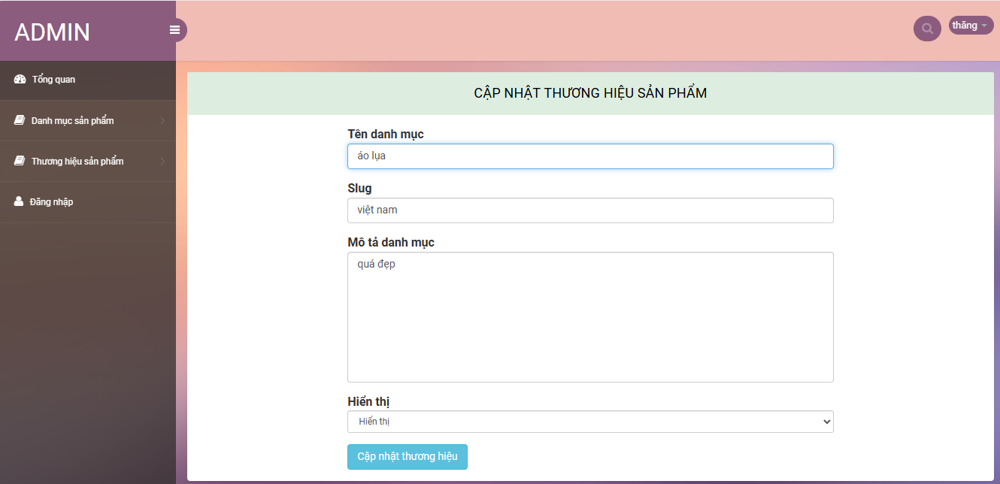 ADMIN
thăng
Tổng quan
Danh mục sản phẩm
Thương hiệu sản phẩm
Đăng nhập
CẬP NHẬT THƯƠNG HIỆU SẢN PHẨM
Tên danh mục
áo lụa
Slug
việt nam
Mô tả danh mục
quá đẹp
Hiển thị
Hiển thị
Cập nhật thương hiệu